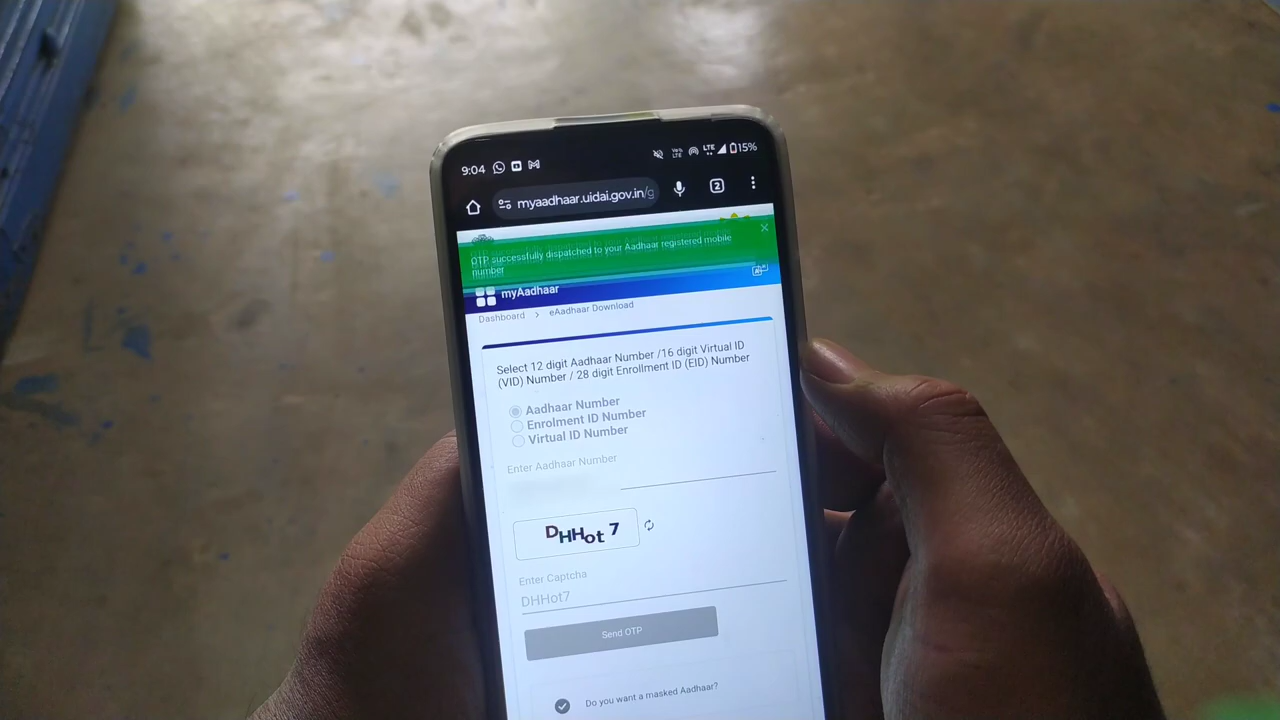 9:04
LTE 15%
myaadhaar.uidai.gov.in/g
2
OTP successfully dispatched to your Aadhaar registered mobile
number
myAadhaar
Dashboard > eAadhaar Download
Select 12 digit Aadhaar Number /16 digit Virtual ID
(VID) Number / 28 digit Enrollment ID (EID) Number
Aadhaar Number
Enrolment ID Number
Virtual ID Number
Enter Aadhaar Number
DHHot 7
Enter Captcha
DHHot7
Send OTP
Do you want a masked Aadhaar?